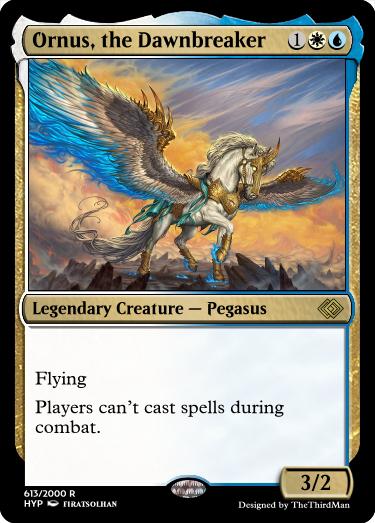 Ornus, the Dawnbreaker 1
Legendary Creature — Pegasus
Flying
Players can't cast spells during
combat.
3/2
613/2000 R
HYP FIRATSOLHAN
Designed by TheThirdMan